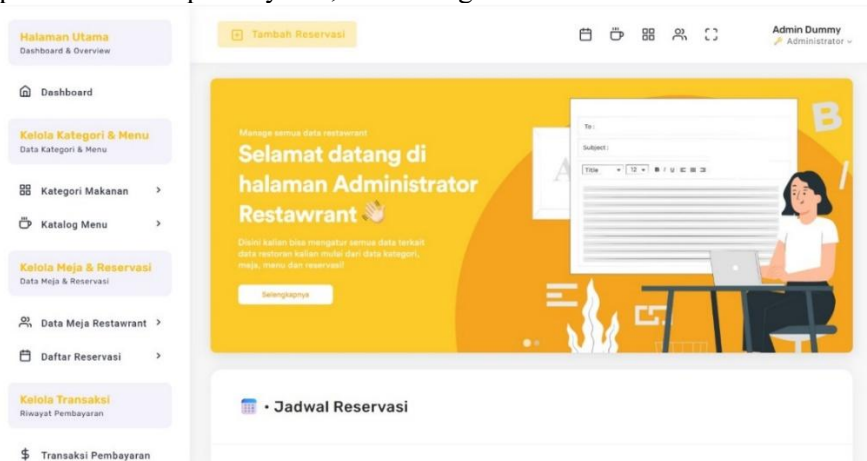 Halaman Utama
Dashboard & Overview
Dashboard
Kelola Kategori & Menu
Data Kategori & Menu
Kategori Makanan
Katalog Menu
Kelola Meja & Reservasi
Data Meja & Reservasi
Data Meja Restawrant
Daftar Reservasi
Kelola Transaksi
Riwayat Pembayaran
$ Transaksi Pembayaran
Tambah Reservasi
Admin Dummy
Administrator
Manage semua data restawrant
Selamat datang di
halaman Administrator
Restawrant 👋
Disini kalian bisa mengatur semua data terkait
data restoran kalian mulai dari data kategori,
meja, menu dan reservasi!
Selengkapnya
To :
Subject :
Title 12 B I U
A
B
• Jadwal Reservasi